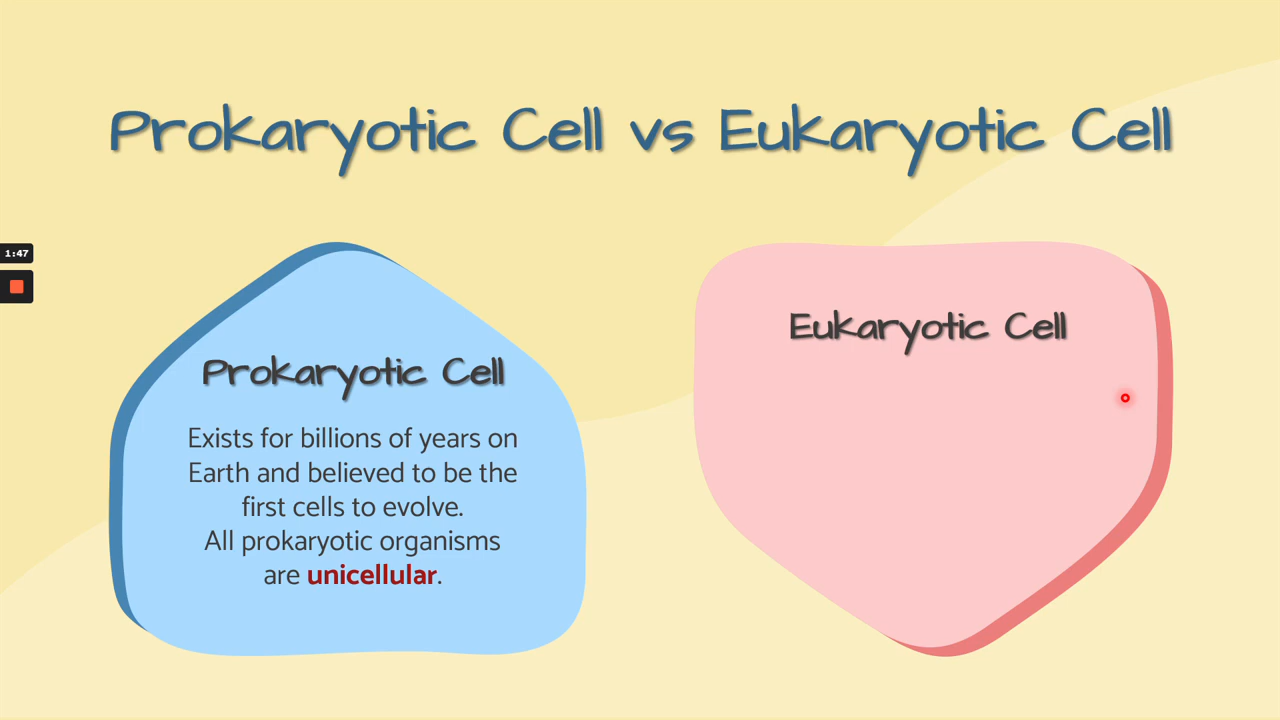 Prokaryotic Cell vs Eukaryotic Cell
1:47
Prokaryotic Cell
Exists for billions of years on
Earth and believed to be the
first cells to evolve.
All prokaryotic organisms
are unicellular.
Eukaryotic Cell